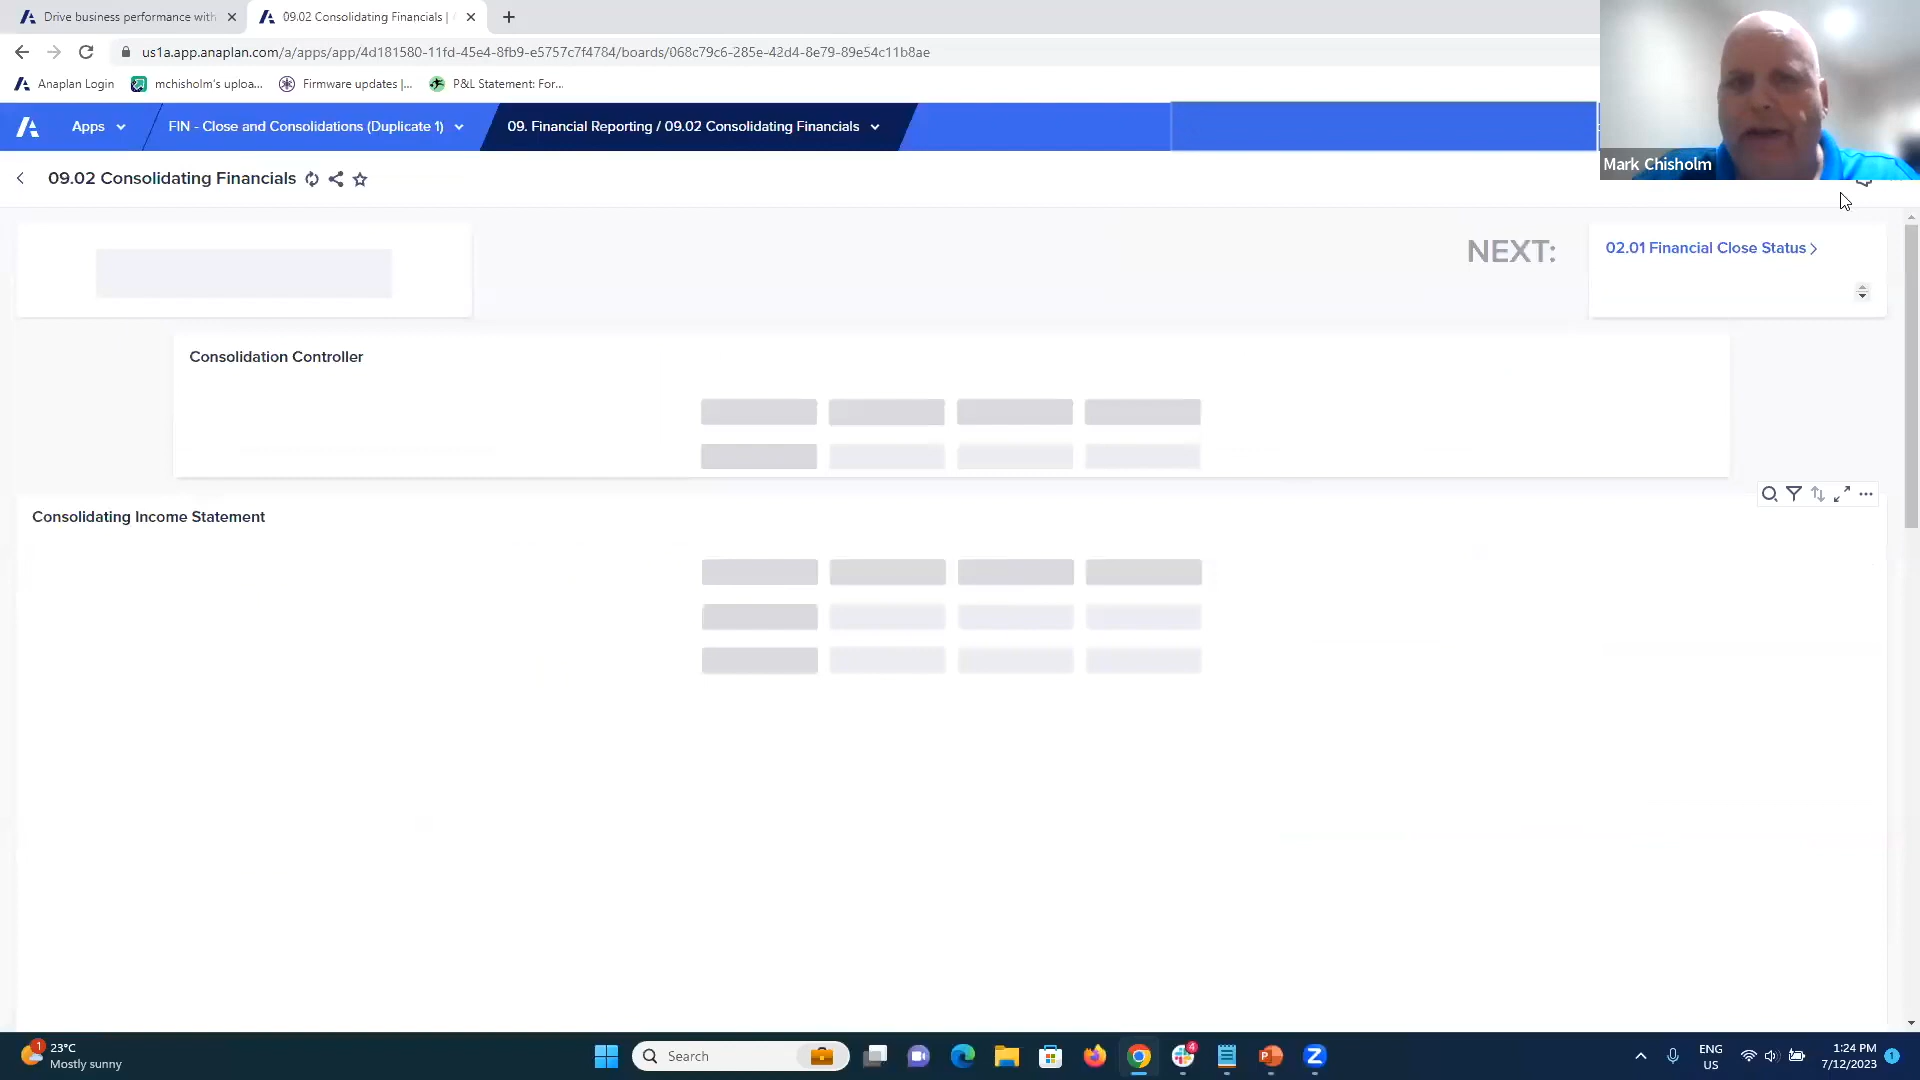 Drive business performance with
09.02 Consolidating Financials |
us1a.app.anaplan.com/a/apps/app/4d181580-11fd-45e4-8fb9-e5757c7f4784/boards/068c79c6-285e-42d4-8e79-89e54c11b8ae
Anaplan Login
mchisholm's uploa...
Firmware updates |...
P&L Statement: For...
Apps
FIN - Close and Consolidations (Duplicate 1)
09. Financial Reporting / 09.02 Consolidating Financials
Mark Chisholm
09.02 Consolidating Financials
NEXT:
02.01 Financial Close Status
Consolidation Controller
Consolidating Income Statement
1
23°C
Mostly sunny
Search
4
ENG
US
1:24 PM
7/12/2023
1